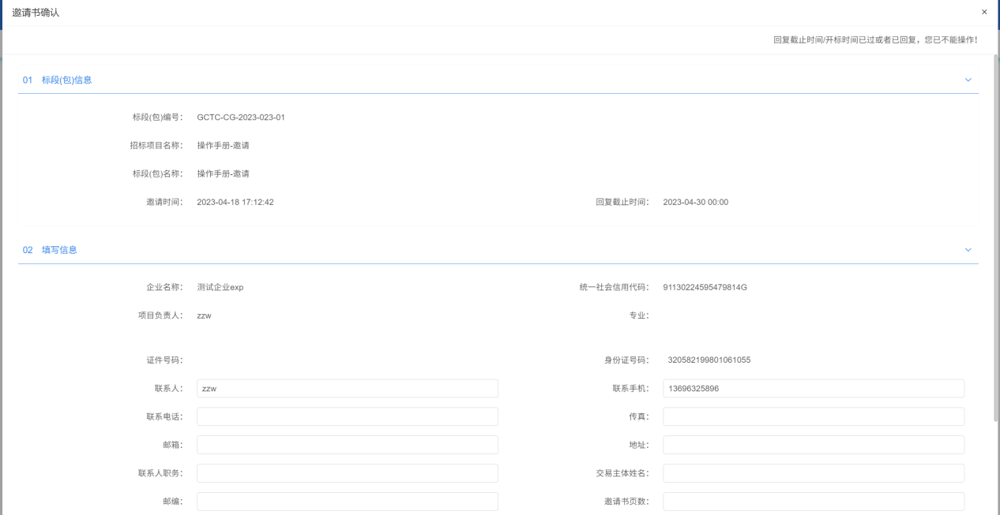 邀请书确认 ×
回复截止时间/开标时间已过或者已回复，您已不能操作!
01 标段(包)信息
标段(包)编号： GCTC-CG-2023-023-01
招标项目名称： 操作手册-邀请
标段(包)名称： 操作手册-邀请
邀请时间： 2023-04-18 17:12:42 回复截止时间： 2023-04-30 00:00
02 填写信息
企业名称： 测试企业exp 统一社会信用代码： 91130224595479814G
项目负责人： zzw 专业：
证件号码： 身份证号码： 320582199801061055
联系人： zzw 联系手机： 13696325896
联系电话： 传真：
邮箱： 地址：
联系人职务： 交易主体姓名：
邮编： 邀请书页数：